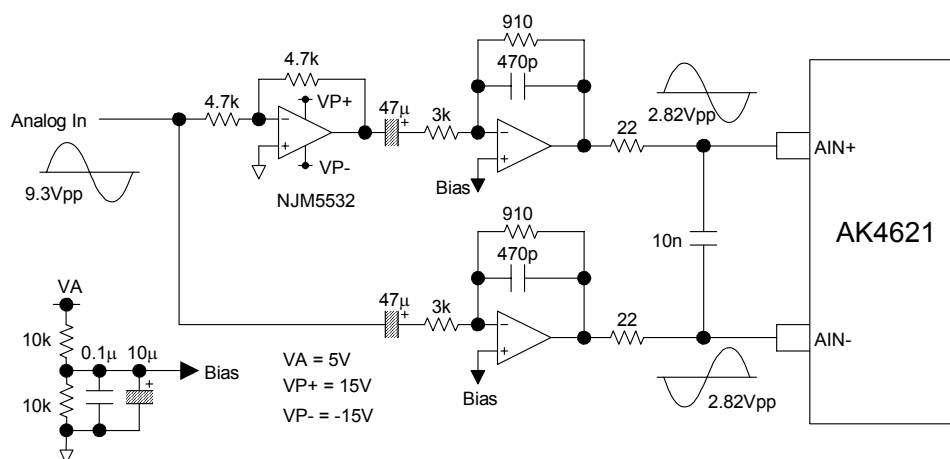 910
4.7k
470p
4.7k
VP+
47μ
+
3k
2.82Vpp
Analog In
−
+
−
+
22
AIN+
VP-
9.3Vpp
NJM5532
Bias
910
10n
AK4621
470p
VA
47μ
+
3k
22
10k
−
+
AIN-
0.1μ
10μ
+
Bias
VA = 5V
VP+ = 15V
VP- = -15V
10k
Bias
2.82Vpp